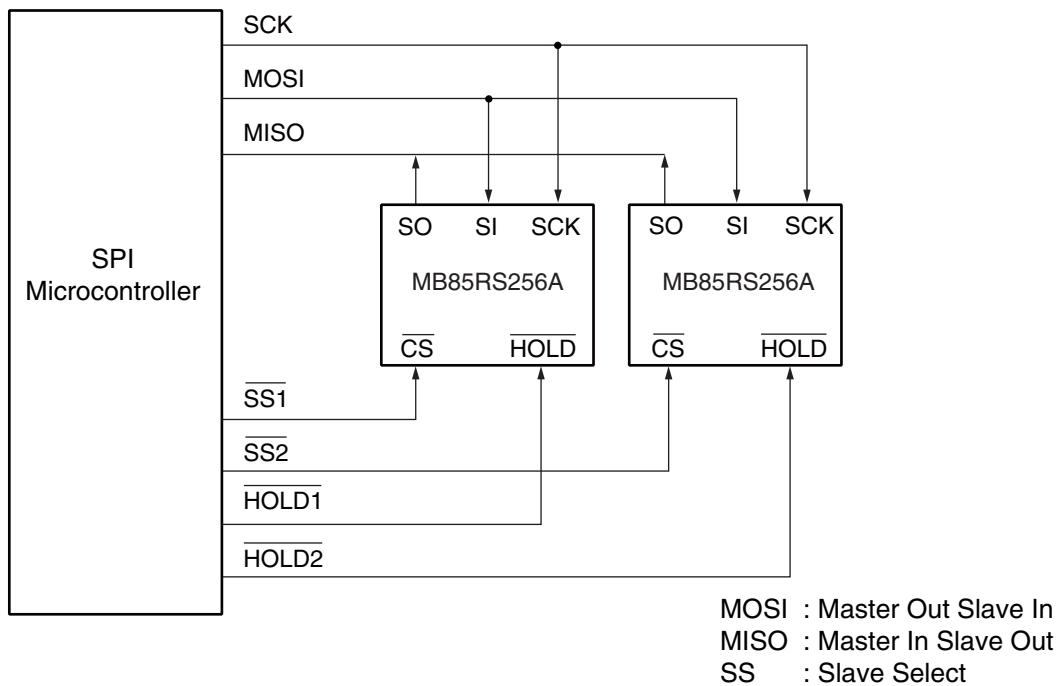 SCK
MOSI
MISO
SPI
Microcontroller
SO SI SCK
MB85RS256A
CS HOLD
SO SI SCK
MB85RS256A
CS HOLD
SS1
SS2
HOLD1
HOLD2
MOSI : Master Out Slave In
MISO : Master In Slave Out
SS : Slave Select